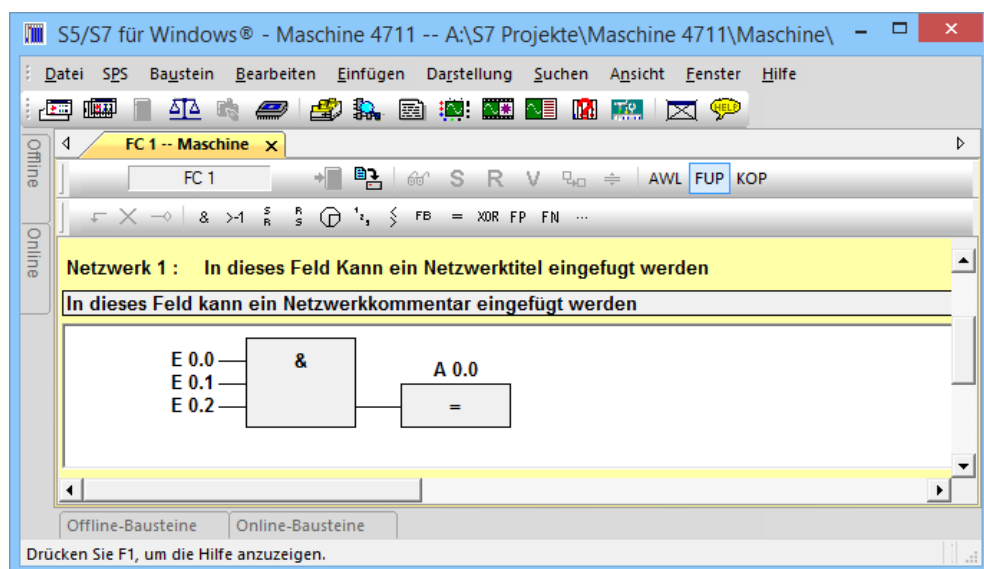 S5/S7 für Windows® - Maschine 4711 -- A:\S7 Projekte\Maschine 4711\Maschine\
Datei SPS Baustein Bearbeiten Einfügen Darstellung Suchen Ansicht Fenster Hilfe
HELP
Offline
Online
FC 1 -- Maschine x
FC 1 S R V AWL FUP KOP
& >-1 S R R S 1 2, FB = XOR FP FN ...
Netzwerk 1 : In dieses Feld Kann ein Netzwerktitel eingefugt werden
In dieses Feld kann ein Netzwerkkommentar eingefügt werden
E 0.0 &
E 0.1 A 0.0
E 0.2 =
Offline-Bausteine Online-Bausteine
Drücken Sie F1, um die Hilfe anzuzeigen.